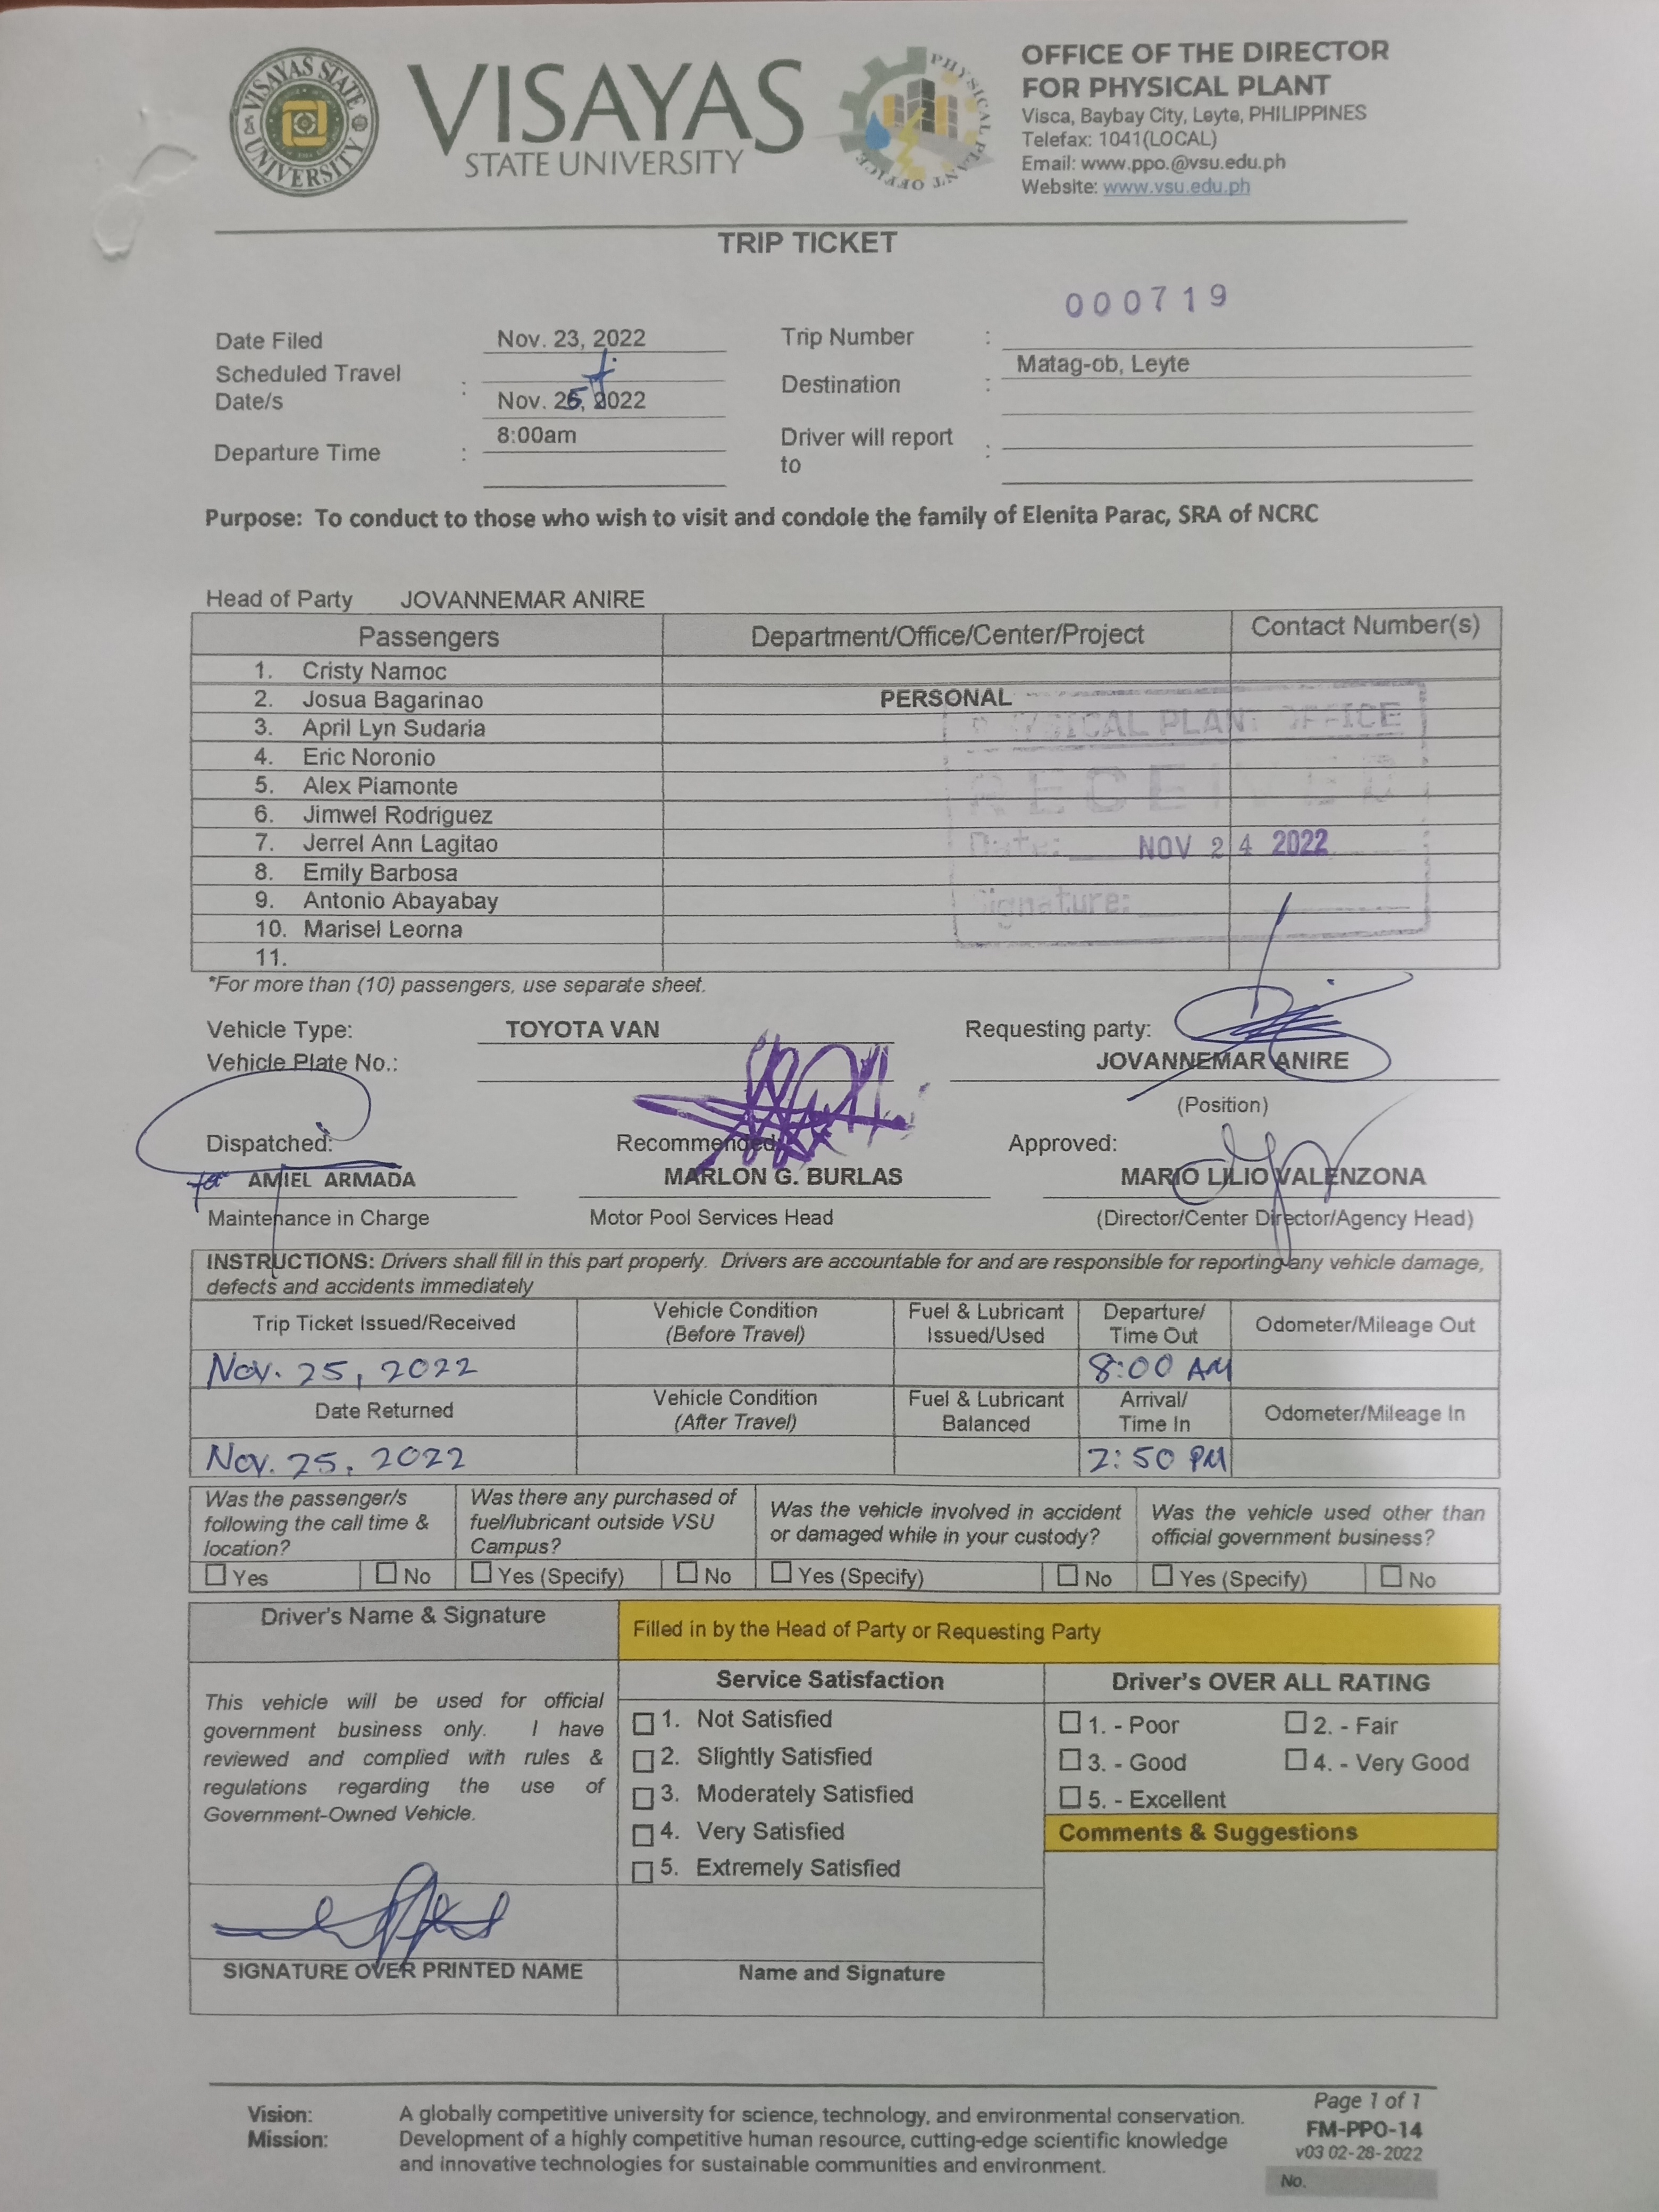 VISAYAS STATE UNIVERSITY
VISAYAS
STATE UNIVERSITY
PHYSICAL PLANT OFFICE
OFFICE OF THE DIRECTOR
FOR PHYSICAL PLANT
Visca, Baybay City, Leyte, PHILIPPINES
Telefax: 1041(LOCAL)
Email: www.ppo.@vsu.edu.ph
Website: www.vsu.edu.ph
TRIP TICKET
000719
Date Filed Nov. 23, 2022 Trip Number :
Scheduled Travel Date/s : Nov. 25, 2022 Destination : Matag-ob, Leyte
Departure Time : 8:00am Driver will report to :
Purpose: To conduct to those who wish to visit and condole the family of Elenita Parac, SRA of NCRC
Head of Party JOVANNEMAR ANIRE
Passengers Department/Office/Center/Project Contact Number(s)
1. Cristy Namoc
2. Josua Bagarinao PERSONAL
3. April Lyn Sudaria
4. Eric Noronio
5. Alex Piamonte
6. Jimwel Rodriguez
7. Jerrel Ann Lagitao
8. Emily Barbosa
9. Antonio Abayabay
10. Marisel Leorna
11.
PHYSICAL PLANT OFFICE
RECEIVED
Date: NOV 24 2022
Signature:
*For more than (10) passengers, use separate sheet.
Vehicle Type: TOYOTA VAN Requesting party:
Vehicle Plate No.: JOVANNEMAR ANIRE
(Position)
Dispatched: Recommended: Approved:
for AMIEL ARMADA MARLON G. BURLAS MARIO LILIO VALENZONA
Maintenance in Charge Motor Pool Services Head (Director/Center Director/Agency Head)
INSTRUCTIONS: Drivers shall fill in this part properly. Drivers are accountable for and are responsible for reporting any vehicle damage,
defects and accidents immediately
Trip Ticket Issued/Received Vehicle Condition (Before Travel) Fuel & Lubricant Issued/Used Departure/ Time Out Odometer/Mileage Out
Nov. 25, 2022 8:00 AM
Date Returned Vehicle Condition (After Travel) Fuel & Lubricant Balanced Arrival/ Time In Odometer/Mileage In
Nov. 25, 2022 2:50 PM
Was the passenger/s following the call time & location? Was there any purchased of fuel/lubricant outside VSU Campus? Was the vehicle involved in accident or damaged while in your custody? Was the vehicle used other than official government business?
Yes No Yes (Specify) No Yes (Specify) No Yes (Specify) No
Driver's Name & Signature Filled in by the Head of Party or Requesting Party
This vehicle will be used for official
government business only. I have
reviewed and complied with rules &
regulations regarding the use of
Government-Owned Vehicle.
SIGNATURE OVER PRINTED NAME
Service Satisfaction
1. Not Satisfied
2. Slightly Satisfied
3. Moderately Satisfied
4. Very Satisfied
5. Extremely Satisfied
Name and Signature
Driver's OVER ALL RATING
1. - Poor 2. - Fair
3. - Good 4. - Very Good
5. - Excellent
Comments & Suggestions
Vision: A globally competitive university for science, technology, and environmental conservation.
Mission: Development of a highly competitive human resource, cutting-edge scientific knowledge
and innovative technologies for sustainable communities and environment.
Page 1 of 1
FM-PPO-14
v03 02-28-2022
No.